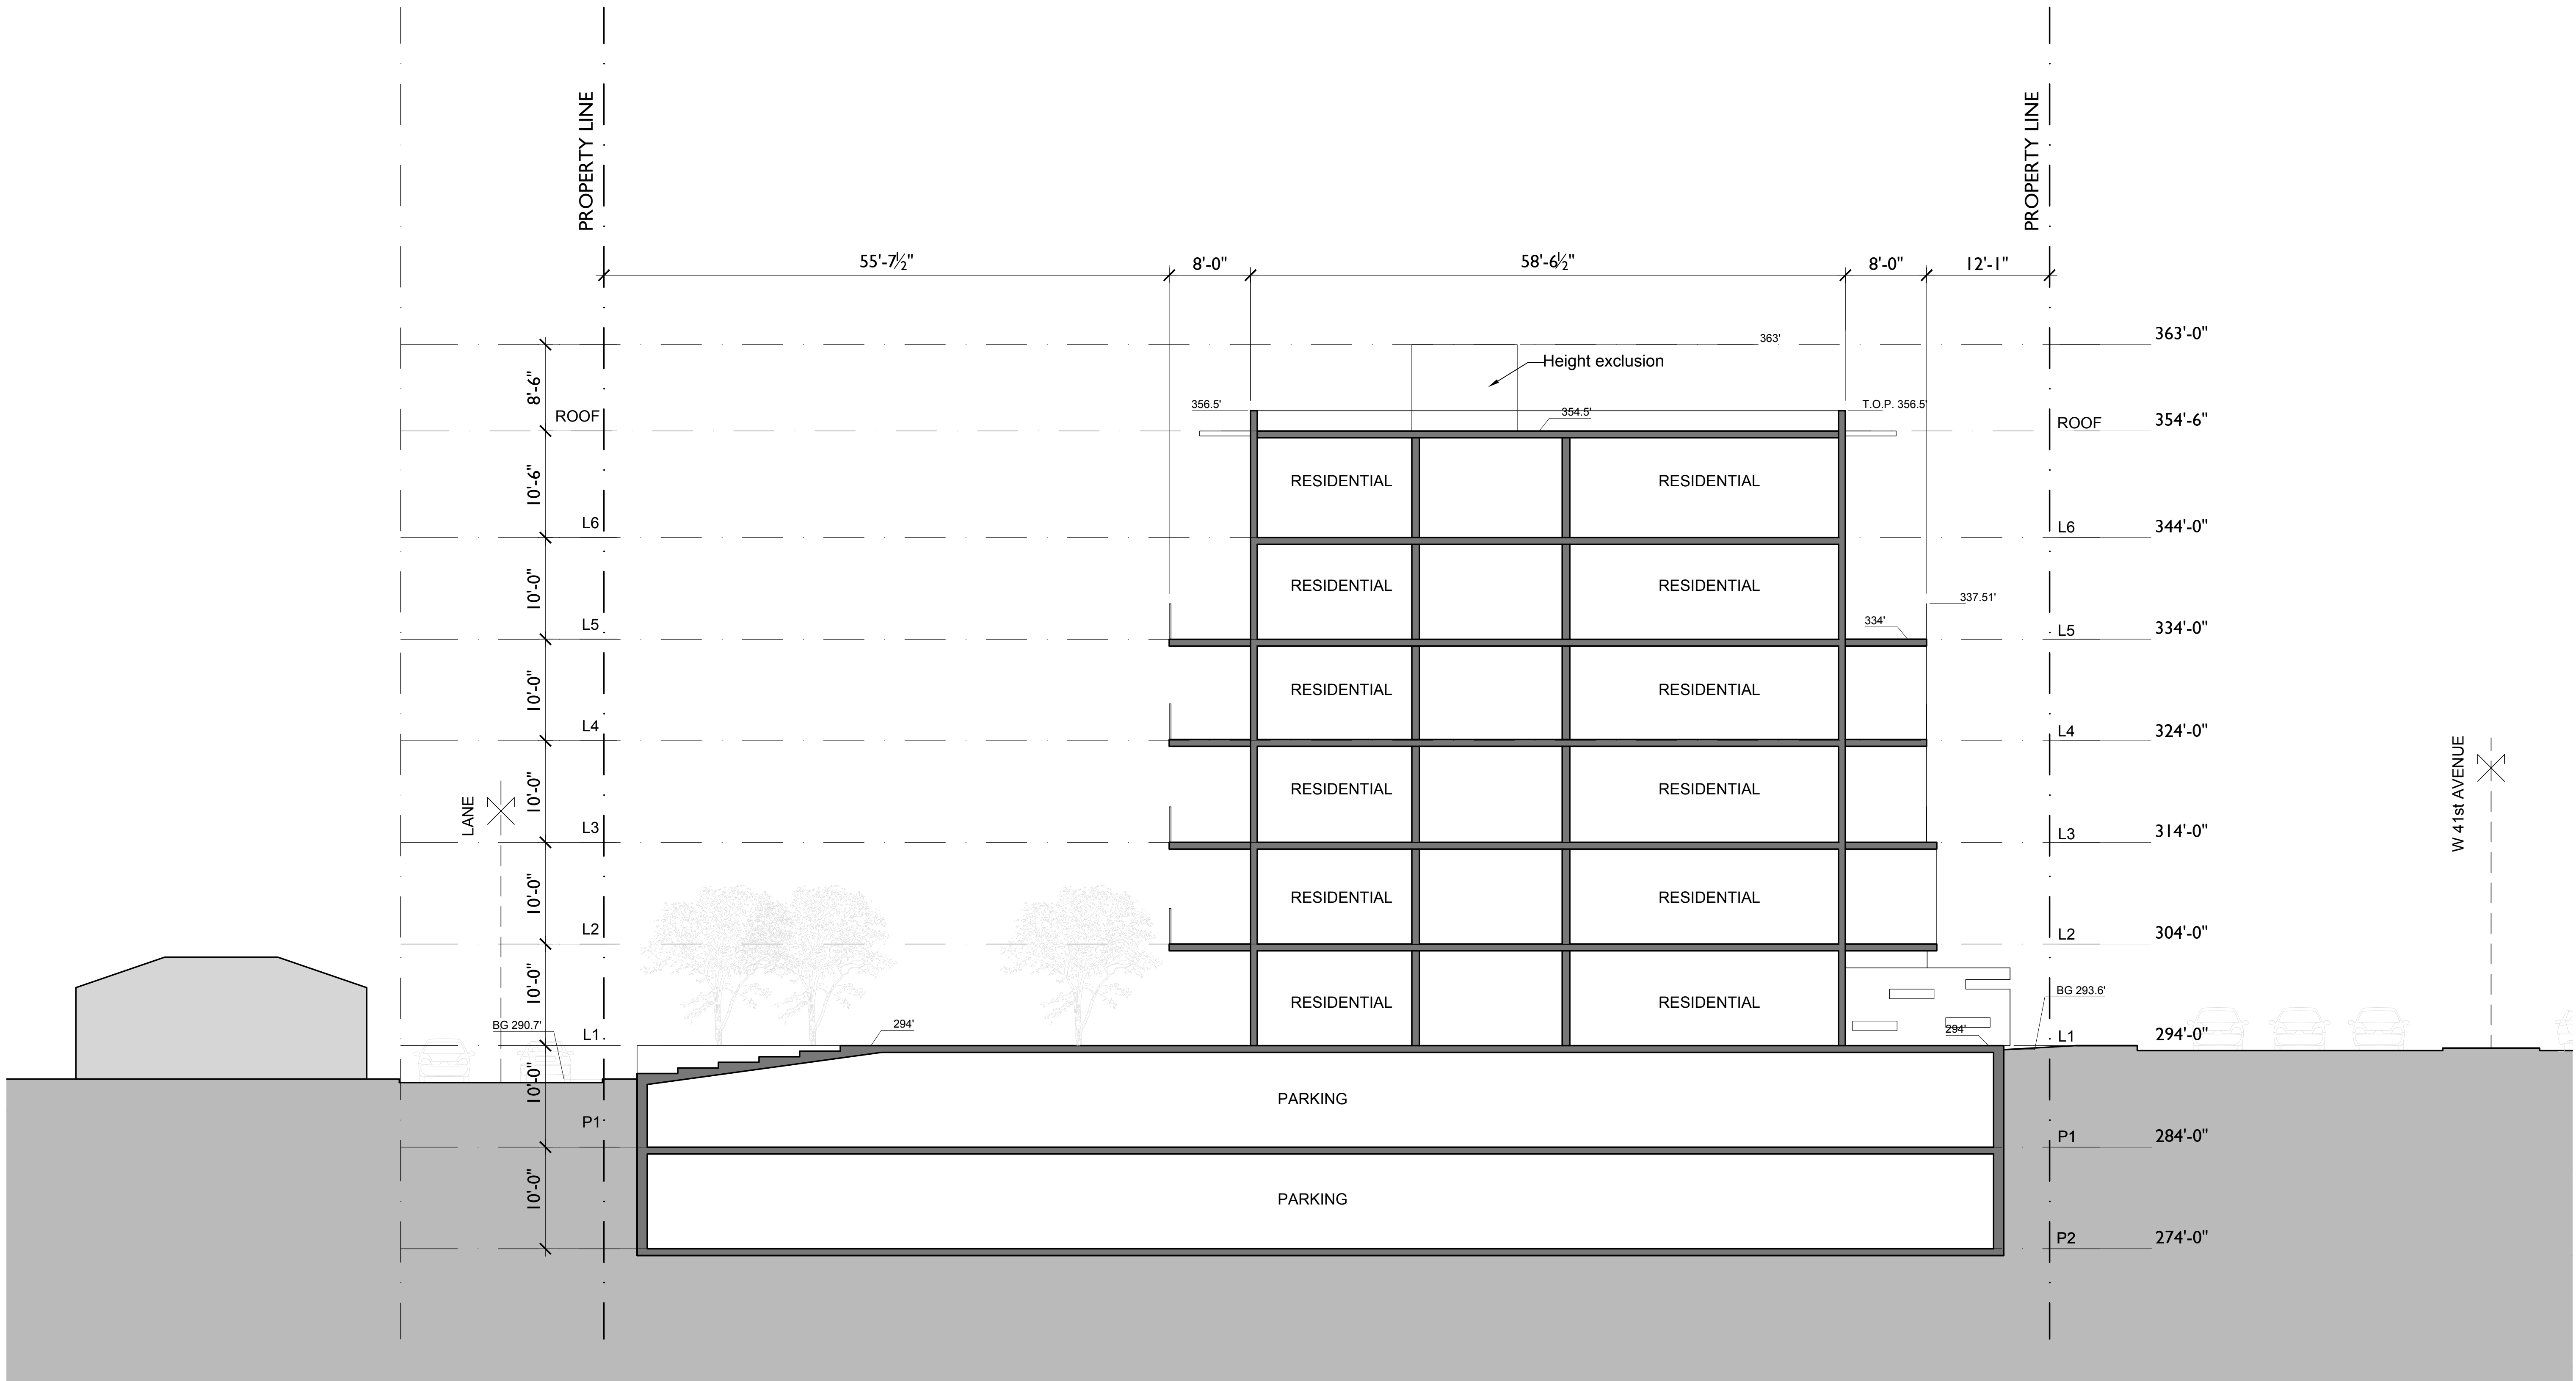 PROPERTY LINE
PROPERTY LINE
55'-7½"
8'-0"
58'-6½"
8'-0"
12'-1"
363'
363'-0"
Height exclusion
8'-6"
356.5'
T.O.P. 356.5'
354.5'
ROOF
ROOF
354'-6"
10'-6"
RESIDENTIAL
RESIDENTIAL
L6
L6
344'-0"
10'-0"
RESIDENTIAL
RESIDENTIAL
337.51'
334'
L5
L5
334'-0"
10'-0"
RESIDENTIAL
RESIDENTIAL
L4
L4
324'-0"
10'-0"
RESIDENTIAL
RESIDENTIAL
LANE
W 41st AVENUE
L3
L3
314'-0"
10'-0"
RESIDENTIAL
RESIDENTIAL
L2
L2
304'-0"
10'-0"
RESIDENTIAL
RESIDENTIAL
BG 293.6'
BG 290.7'
294'
294'
L1
L1
294'-0"
10'-0"
PARKING
P1
P1
284'-0"
10'-0"
PARKING
P2
274'-0"